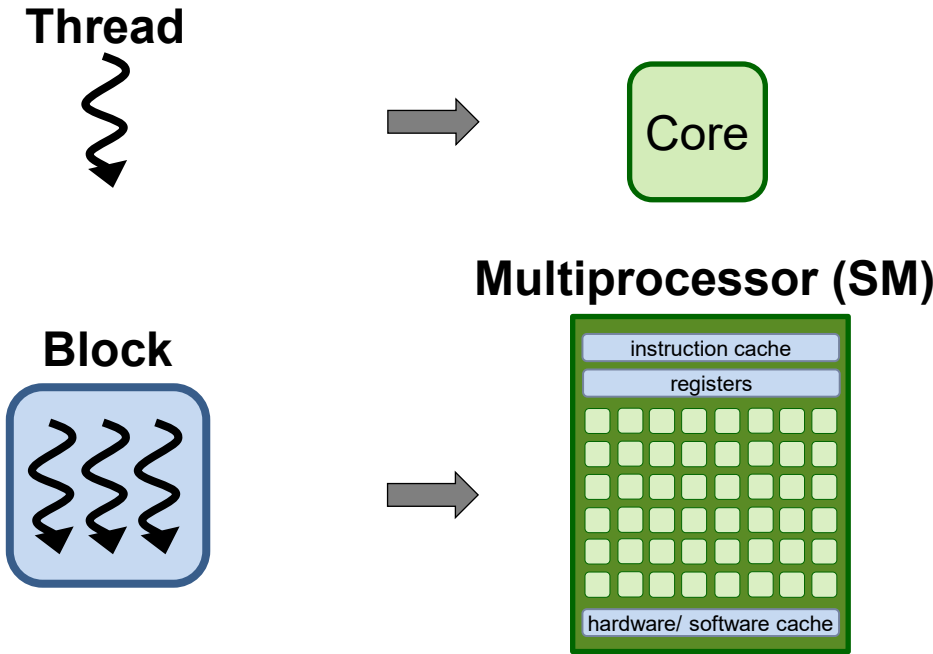 Thread
Core
Multiprocessor (SM)
Block
instruction cache
registers
hardware/ software cache